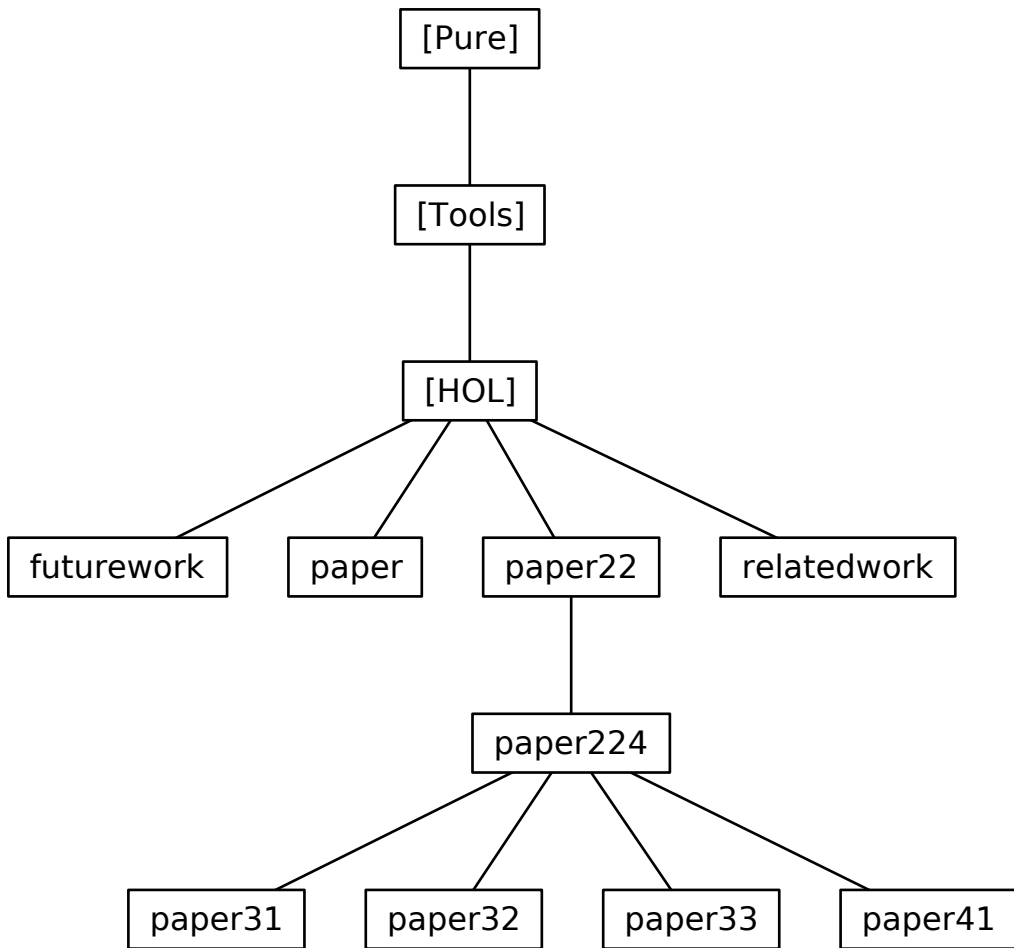 [Pure]
[Tools]
[HOL]
futurework
paper
paper22
relatedwork
paper224
paper31
paper32
paper33
paper41